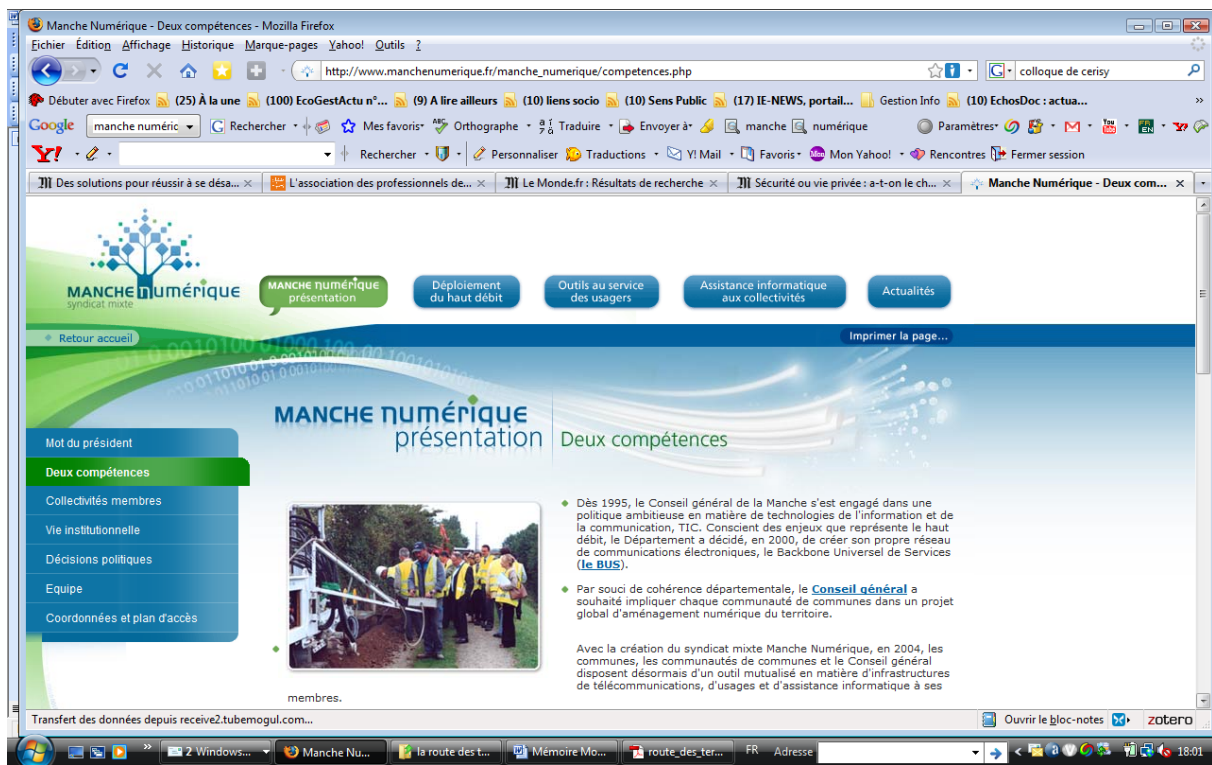 Manche Numérique - Deux compétences - Mozilla Firefox
Fichier Édition Affichage Historique Marque-pages Yahoo! Outils ?
http://www.manchenumerique.fr/manche_numerique/competences.php
colloque de cerisy
Débuter avec Firefox (25) À la une (100) EcoGestActu n°... (9) A lire ailleurs (10) liens socio (10) Sens Public (17) IE-NEWS, portail... Gestion Info (10) EchosDoc : actua... »
Google manche numéric Rechercher Mes favoris Orthographe Traduire Envoyer à manche numérique Paramètres
Y! Rechercher Personnaliser Traductions Y! Mail Favoris Mon Yahoo! Rencontres Fermer session
Des solutions pour réussir à se désa... L'association des professionnels de... Le Monde.fr : Résultats de recherche Sécurité ou vie privée : a-t-on le ch... Manche Numérique - Deux com...
MANCHE numérique
syndicat mixte
MANCHE numérique
présentation
Déploiement
du haut débit
Outils au service
des usagers
Assistance informatique
aux collectivités
Actualités
Retour accueil
Imprimer la page...
MANCHE numérique
présentation
Deux compétences
Mot du président
Deux compétences
Collectivités membres
Vie institutionnelle
Décisions politiques
Equipe
Coordonnées et plan d'accès
Dès 1995, le Conseil général de la Manche s'est engagé dans une
politique ambitieuse en matière de technologies de l'information et de
la communication, TIC. Conscient des enjeux que représente le haut
débit, le Département a décidé, en 2000, de créer son propre réseau
de communications électroniques, le Backbone Universel de Services
(le BUS).
Par souci de cohérence départementale, le Conseil général a
souhaité impliquer chaque communauté de communes dans un projet
global d'aménagement numérique du territoire.
Avec la création du syndicat mixte Manche Numérique, en 2004, les
communes, les communautés de communes et le Conseil général
disposent désormais d'un outil mutualisé en matière d'infrastructures
de télécommunications, d'usages et d'assistance informatique à ses
membres.
Transfert des données depuis receive2.tubemogul.com...
Ouvrir le bloc-notes
zotero
2 Windows... Manche Nu... la route des t... Mémoire Mo... route_des_ter... FR Adresse 18:01